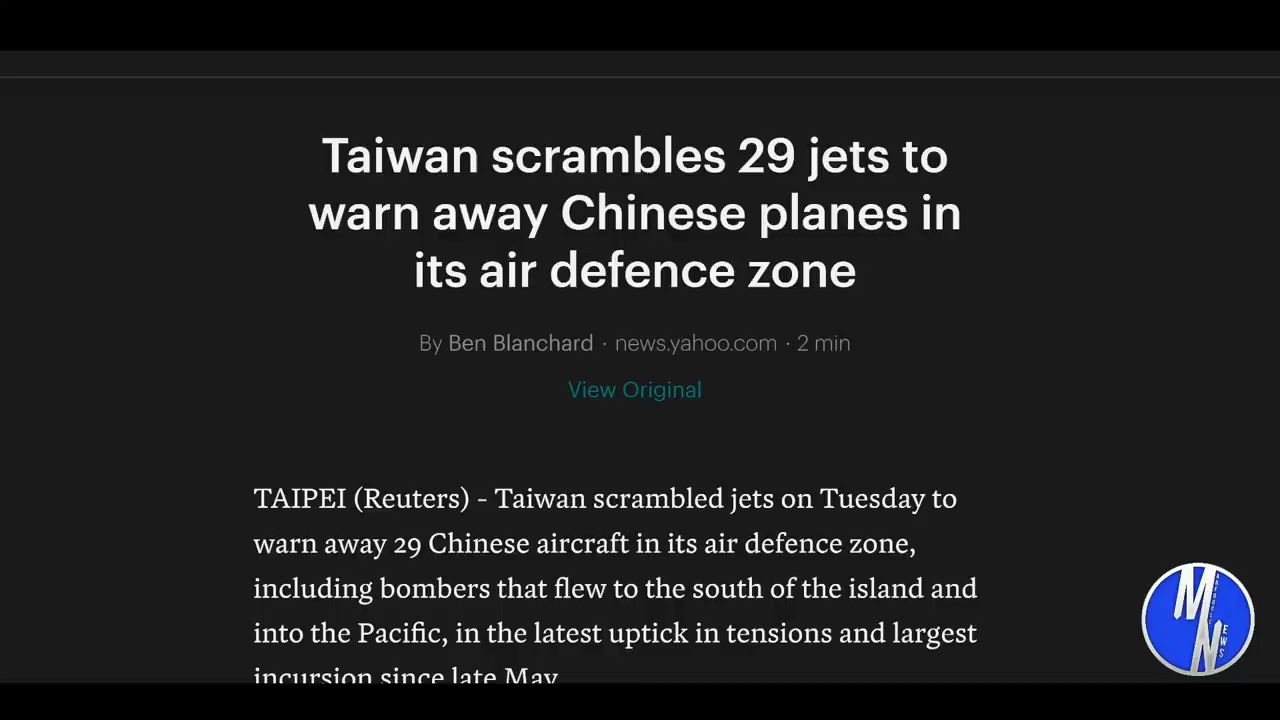 Taiwan scrambles 29 jets to
warn away Chinese planes in
its air defence zone
By Ben Blanchard · news.yahoo.com · 2 min
View Original
TAIPEI (Reuters) - Taiwan scrambled jets on Tuesday to
warn away 29 Chinese aircraft in its air defence zone,
including bombers that flew to the south of the island and
into the Pacific, in the latest uptick in tensions and largest
incursion since late May
MN
EWS